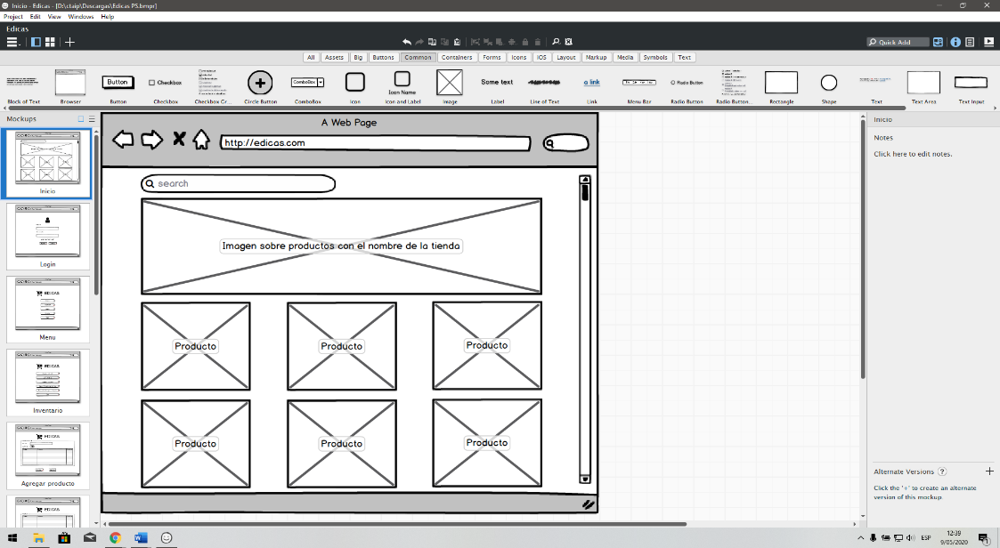 Inicio - Edicas - [D:\ctaip\Descargas\Edicas PS.bmpr]
Project Edit View Windows Help
Edicas
Quick Add
All Assets Big Buttons Common Containers Forms Icons iOS Layout Markup Media Symbols Text
Button
Checkbox
ComboBox
Icon Name
Some text
a link
Radio Button
Block of Text Browser Button Checkbox Checkbox Gr... Circle Button ComboBox Icon Icon and Label Image Label Line of Text Link Menu Bar Radio Button Radio Button... Rectangle Shape Text Text Area Text Input
Mockups
Inicio
Login
EDICAS
Menu
EDICAS
Inventario
EDICAS
Agregar producto
EDICAS
A Web Page
http://edicas.com
search
Imagen sobre productos con el nombre de la tienda
Producto Producto Producto
Producto Producto Producto
Inicio
Notes
Click here to edit notes.
Alternate Versions ?
Click the '+' to create an alternate
version of this mockup.
ESP
12:39
9/05/2020